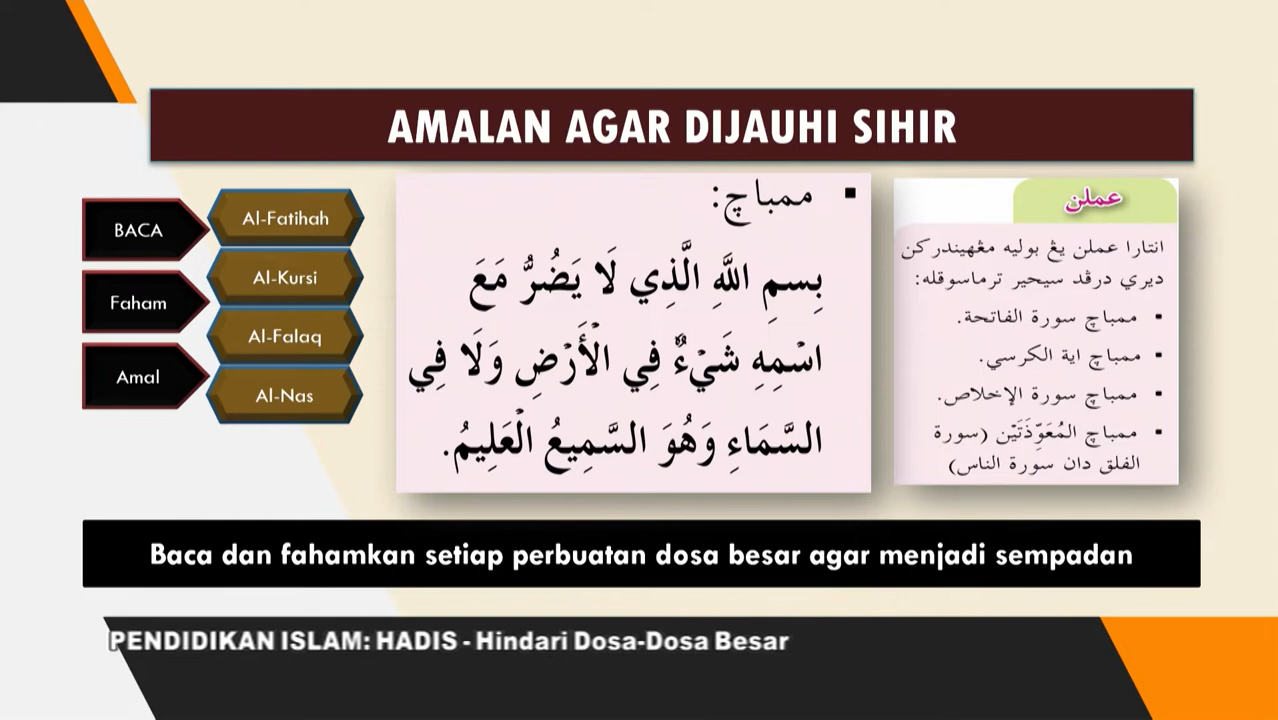 AMALAN AGAR DIJAUHI SIHIR
BACA
Faham
Amal
Al-Fatihah
Al-Kursi
Al-Falaq
Al-Nas
▪ ممباچ:
بِسمِ اللَّهِ الَّذِي لَا يَضُرُّ مَعَ
اسْمِهِ شَيْءٌ فِي الْأَرْضِ وَلَا فِي
السَّمَاءِ وَهُوَ السَّمِيعُ الْعَلِيمُ.
عملن
انتارا عملن يڠ بوليه مڠهيندركن
ديري درڤد سيحير ترماسوقله:
▪ ممباچ سورة الفاتحة.
▪ ممباچ اية الكرسي.
▪ ممباچ سورة الإخلاص.
▪ ممباچ المُعَوِّذَتَيْن (سورة
الفلق دان سورة الناس)
Baca dan fahamkan setiap perbuatan dosa besar agar menjadi sempadan
PENDIDIKAN ISLAM: HADIS - Hindari Dosa-Dosa Besar